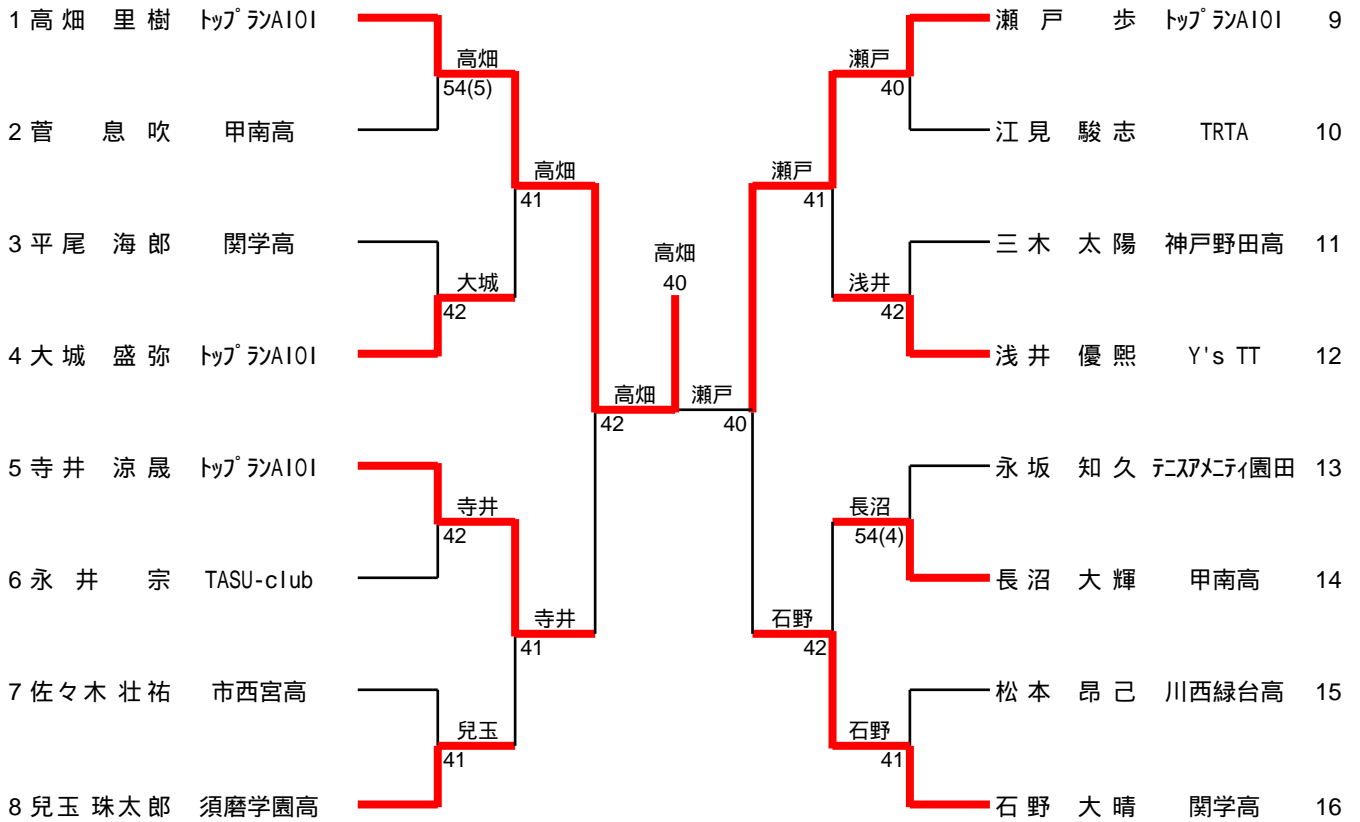 1 高畑 里樹 トップランAIOI
瀬戸 歩 トップランAIOI 9
高畑
瀬戸
54(5)
40
2 菅 息吹 甲南高
江見 駿志 TRTA 10
高畑
瀬戸
41
41
3 平尾 海郎 関学高
三木 太陽 神戸野田高 11
高畑
40
大城
浅井
42
42
4 大城 盛弥 トップランAIOI
浅井 優熙 Y's TT 12
高畑
瀬戸
42
40
5 寺井 涼晟 トップランAIOI
永坂 知久 テニスアメニティ園田 13
寺井
長沼
42
54(4)
6 永井 宗 TASU-club
長沼 大輝 甲南高 14
寺井
石野
41
42
7 佐々木 壮祐 市西宮高
松本 昂己 川西緑台高 15
兒玉
石野
41
41
8 兒玉 珠太郎 須磨学園高
石野 大晴 関学高 16